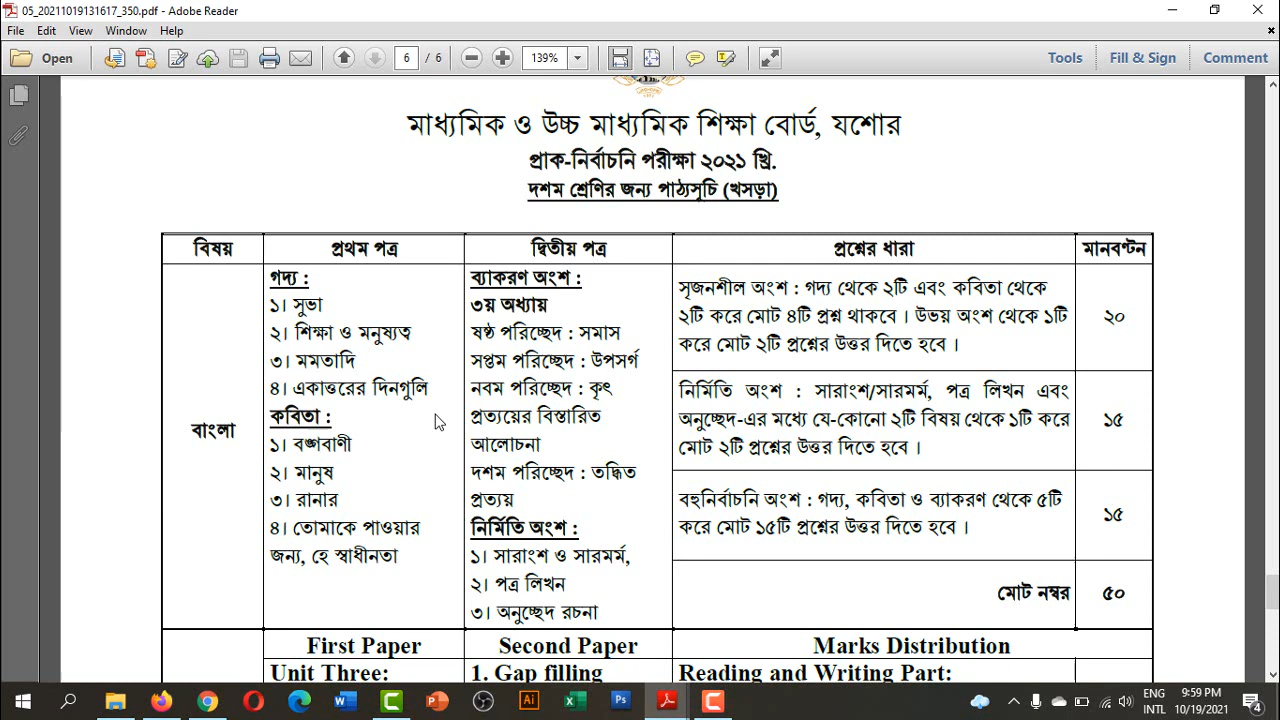 05_20211019131617_350.pdf - Adobe Reader
File Edit View Window Help
Open 6 / 6 139% Tools Fill & Sign Comment
মাধ্যমিক ও উচ্চ মাধ্যমিক শিক্ষা বোর্ড, যশোর
প্রাক-নির্বাচনি পরীক্ষা ২০২১ খ্রি.
দশম শ্রেণির জন্য পাঠ্যসূচি (খসড়া)
বিষয় প্রথম পত্র দ্বিতীয় পত্র প্রশ্নের ধারা মানবণ্টন
বাংলা
গদ্য :
১। সুভা
২। শিক্ষা ও মনুষ্যত্ব
৩। মমতাদি
৪। একাত্তরের দিনগুলি
কবিতা :
১। বঙ্গবাণী
২। মানুষ
৩। রানার
৪। তোমাকে পাওয়ার
জন্য, হে স্বাধীনতা
ব্যাকরণ অংশ :
৩য় অধ্যায়
ষষ্ঠ পরিচ্ছেদ : সমাস
সপ্তম পরিচ্ছেদ : উপসর্গ
নবম পরিচ্ছেদ : কৃৎ
প্রত্যয়ের বিস্তারিত
আলোচনা
দশম পরিচ্ছেদ : তদ্ধিত
প্রত্যয়
নির্মিতি অংশ :
১। সারাংশ ও সারমর্ম,
২। পত্র লিখন
৩। অনুচ্ছেদ রচনা
সৃজনশীল অংশ : গদ্য থেকে ২টি এবং কবিতা থেকে
২টি করে মোট ৪টি প্রশ্ন থাকবে। উভয় অংশ থেকে ১টি
করে মোট ২টি প্রশ্নের উত্তর দিতে হবে।
২০
নির্মিতি অংশ : সারাংশ/সারমর্ম, পত্র লিখন এবং
অনুচ্ছেদ-এর মধ্যে যে-কোনো ২টি বিষয় থেকে ১টি করে
মোট ২টি প্রশ্নের উত্তর দিতে হবে।
১৫
বহুনির্বাচনি অংশ : গদ্য, কবিতা ও ব্যাকরণ থেকে ৫টি
করে মোট ১৫টি প্রশ্নের উত্তর দিতে হবে।
১৫
মোট নম্বর ৫০
First Paper Second Paper Marks Distribution
Unit Three: 1. Gap filling Reading and Writing Part:
ENG 9:59 PM
INTL 10/19/2021 4